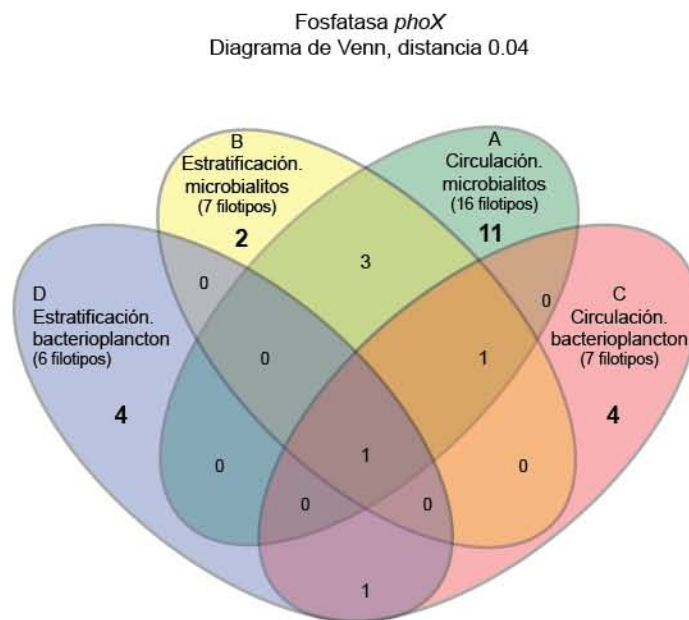 Fosfatasa phoX
Diagrama de Venn, distancia 0.04
B
Estratificación.
microbialitos
(7 filotipos)
2
A
Circulación.
microbialitos
(16 filotipos)
11
3
D
Estratificación.
bacterioplancton
(6 filotipos)
4
0
0
C
Circulación.
bacterioplancton
(7 filotipos)
4
0
1
0
1
0
0
0
1